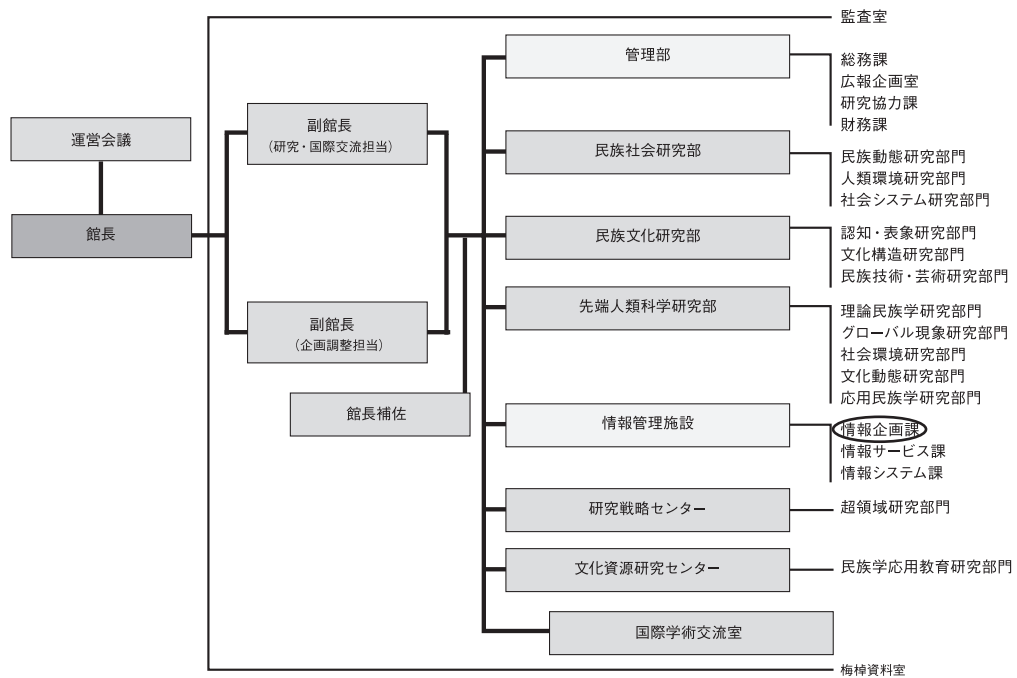 監査室
管理部
総務課
広報企画室
研究協力課
財務課
運営会議
館長
副館長
（研究・国際交流担当）
副館長
（企画調整担当）
館長補佐
民族社会研究部
民族動態研究部門
人類環境研究部門
社会システム研究部門
民族文化研究部
認知・表象研究部門
文化構造研究部門
民族技術・芸術研究部門
先端人類科学研究部
理論民族学研究部門
グローバル現象研究部門
社会環境研究部門
文化動態研究部門
応用民族学研究部門
情報管理施設
情報企画課
情報サービス課
情報システム課
研究戦略センター
超領域研究部門
文化資源研究センター
民族学応用教育研究部門
国際学術交流室
梅棹資料室